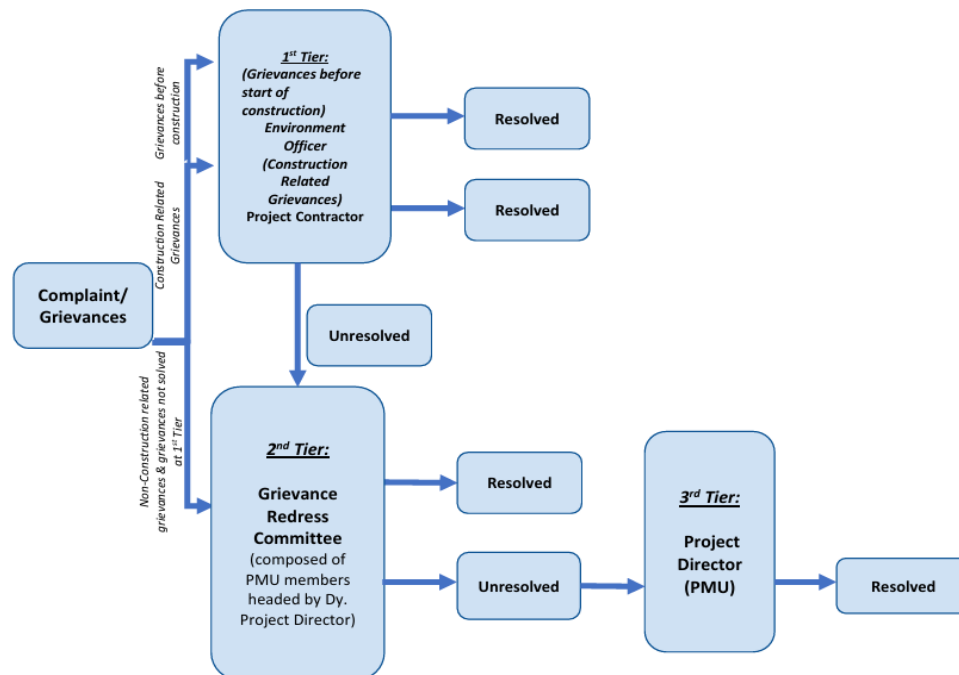 1st Tier:
(Grievances before
start of
construction)
Environment
Officer
(Construction
Related
Grievances)
Project Contractor
Resolved
Resolved
Grievances before
construction
Construction Related
Grievances
Complaint/
Grievances
Non-Construction related
grievances & grievances not solved
at 1st Tier
Unresolved
2nd Tier:
Grievance
Redress
Committee
(composed of
PMU members
headed by Dy.
Project Director)
Resolved
Unresolved
3rd Tier:
Project
Director
(PMU)
Resolved